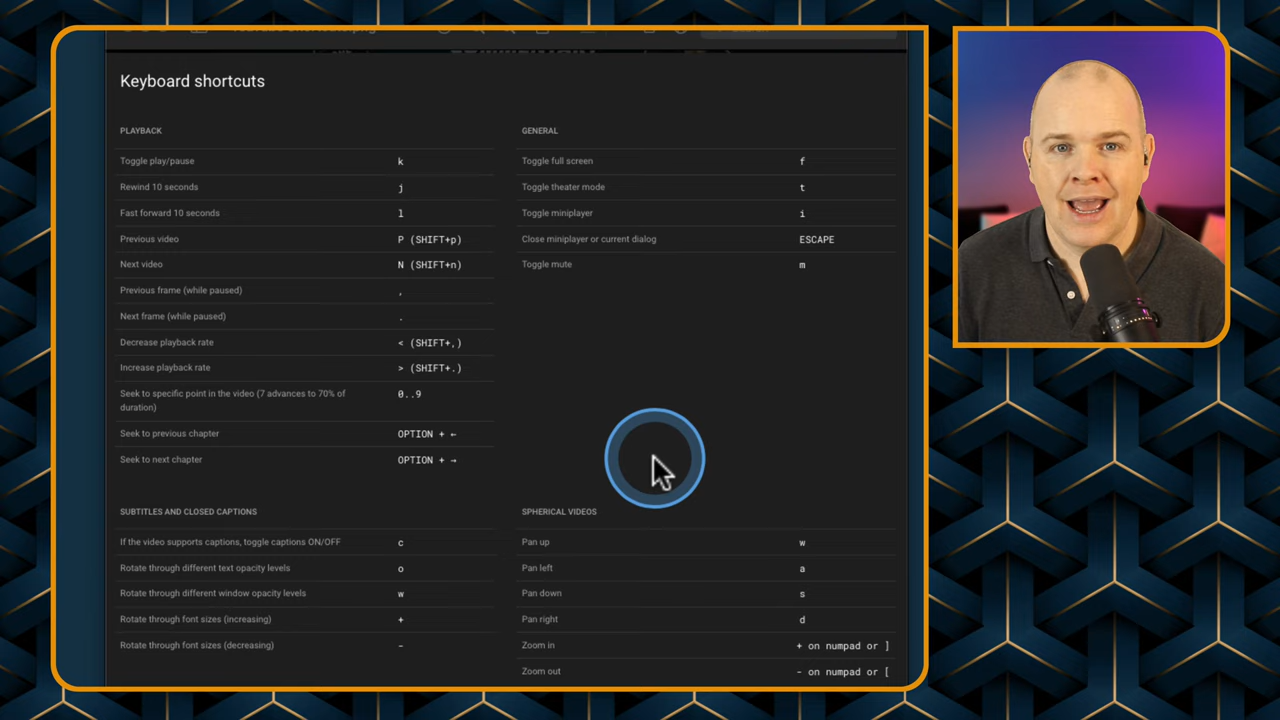 Keyboard shortcuts
PLAYBACK
Toggle play/pause k
Rewind 10 seconds j
Fast forward 10 seconds l
Previous video P (SHIFT+p)
Next video N (SHIFT+n)
Previous frame (while paused) ,
Next frame (while paused) .
Decrease playback rate < (SHIFT+,)
Increase playback rate > (SHIFT+.)
Seek to specific point in the video (7 advances to 70% of 0..9
duration)
Seek to previous chapter OPTION + ←
Seek to next chapter OPTION + →
GENERAL
Toggle full screen f
Toggle theater mode t
Toggle miniplayer i
Close miniplayer or current dialog ESCAPE
Toggle mute m
SUBTITLES AND CLOSED CAPTIONS
If the video supports captions, toggle captions ON/OFF c
Rotate through different text opacity levels o
Rotate through different window opacity levels w
Rotate through font sizes (increasing) +
Rotate through font sizes (decreasing) -
SPHERICAL VIDEOS
Pan up w
Pan left a
Pan down s
Pan right d
Zoom in + on numpad or ]
Zoom out - on numpad or [